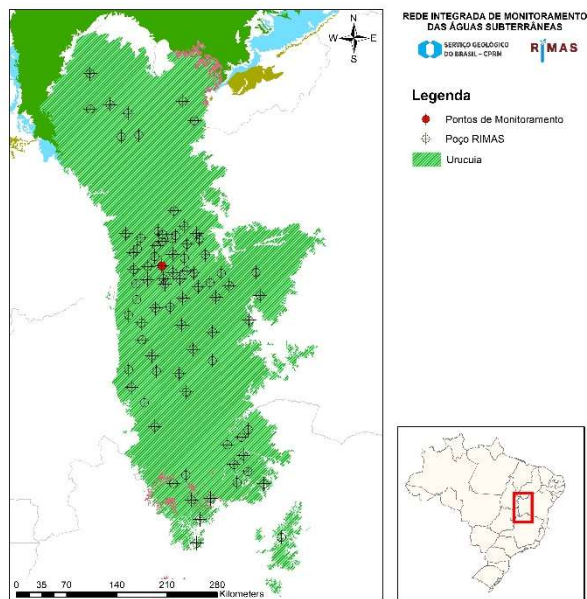 REDE INTEGRADA DE MONITORAMENTO
DAS ÁGUAS SUBTERRÂNEAS
SERVIÇO GEOLÓGICO
DO BRASIL – CPRM
RIMAS
Legenda
Pontos de Monitoramento
Poço RIMAS
Urucuia
N
W E
S
0 35 70 140 210 280
Kilometers